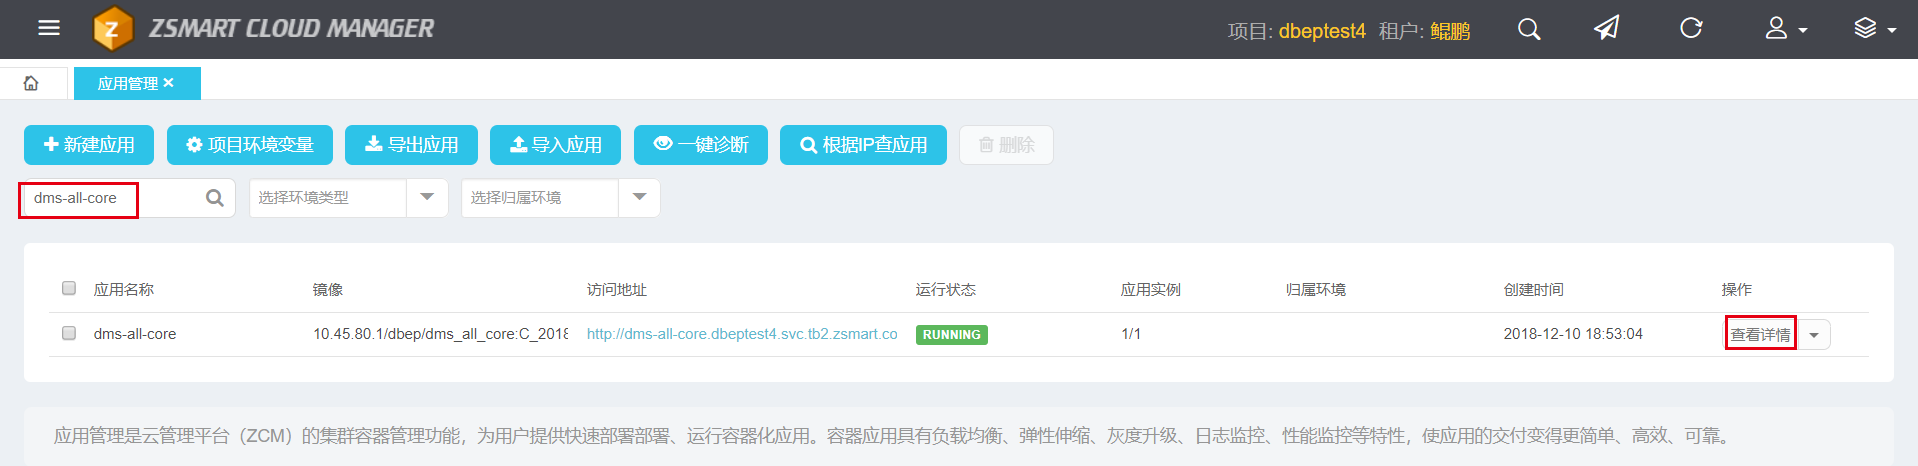 ZSMART CLOUD MANAGER 项目: dbeptest4 租户: 鲲鹏
应用管理
新建应用 项目环境变量 导出应用 导入应用 一键诊断 根据IP查应用 删除
dms-all-core 选择环境类型 选择归属环境
应用名称 镜像 访问地址 运行状态 应用实例 归属环境 创建时间 操作
dms-all-core 10.45.80.1/dbep/dms_all_core:C_2018 http://dms-all-core.dbeptest4.svc.tb2.zsmart.co RUNNING 1/1 2018-12-10 18:53:04 查看详情
应用管理是云管理平台（ZCM）的集群容器管理功能，为用户提供快速部署部署、运行容器化应用。容器应用具有负载均衡、弹性伸缩、灰度升级、日志监控、性能监控等特性，使应用的交付变得更简单、高效、可靠。